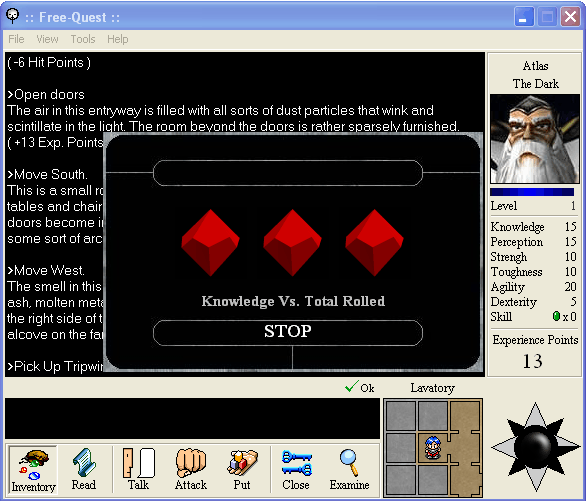 :: Free-Quest ::
File View Tools Help
( -6 Hit Points )
>Open doors
The air in this entryway is filled with all sorts of dust particles that wink and
scintillate in the light. The room beyond the doors is rather sparsely furnished.
( +13 Exp. Points
>Move South.
This is a small
tables and chair
doors become
some sort of
>Move West.
The smell in this
ash, molten
the right side of
alcove on the
>Pick Up
Knowledge Vs. Total Rolled
STOP
Atlas
The Dark
Level 1
Knowledge 15
Perception 15
Strengh 10
Toughness 10
Agility 20
Dexterity 5
Skill x 0
Experience Points
13
Ok
Lavatory
Inventory Read Talk Attack Put Close Examine